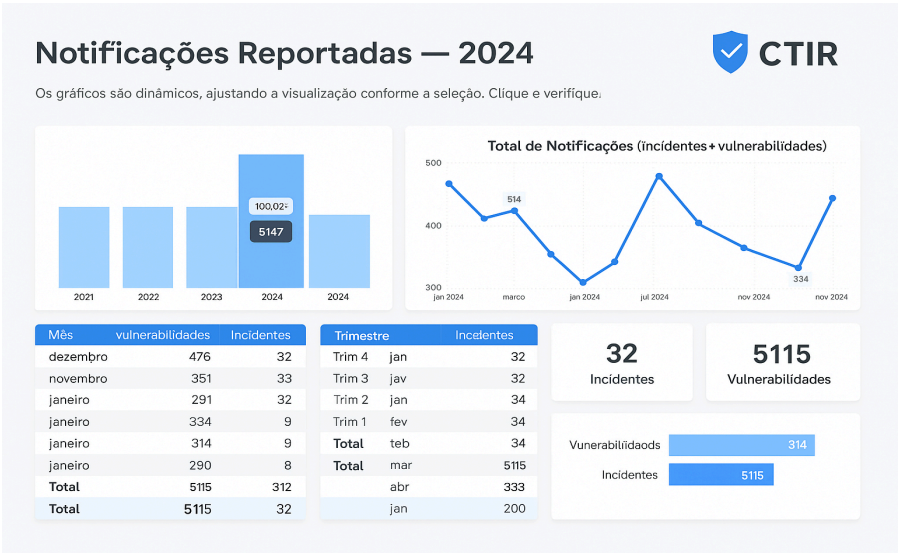 Notificações Reportadas — 2024
CTIR
Os gráficos são dinâmicos, ajustando a visualização conforme a seleção. Clique e verifique.
100,02
5147
2021 2022 2023 2024 2024
Total de Notificações (incidentes + vulnerabilidades)
500
514
400
334
300
jan 2024 marco jan 2024 jul 2024 nov 2024 nov 2024
Mês vulnerabilidades Incidentes
dezembro 476 32
novembro 351 33
janeiro 291 32
janeiro 334 9
janeiro 314 9
janeiro 290 8
Total 5115 312
Total 5115 32
Trimestre Incedentes
Trim 4 jan 32
Trim 3 jav 32
Trim 2 jan 34
Trim 1 fev 34
Total teb 34
Total mar 5115
abr 333
jan 200
32
Incidentes
5115
Vulnerabilidades
Vunerabiliïdaods 314
Incidentes 5115